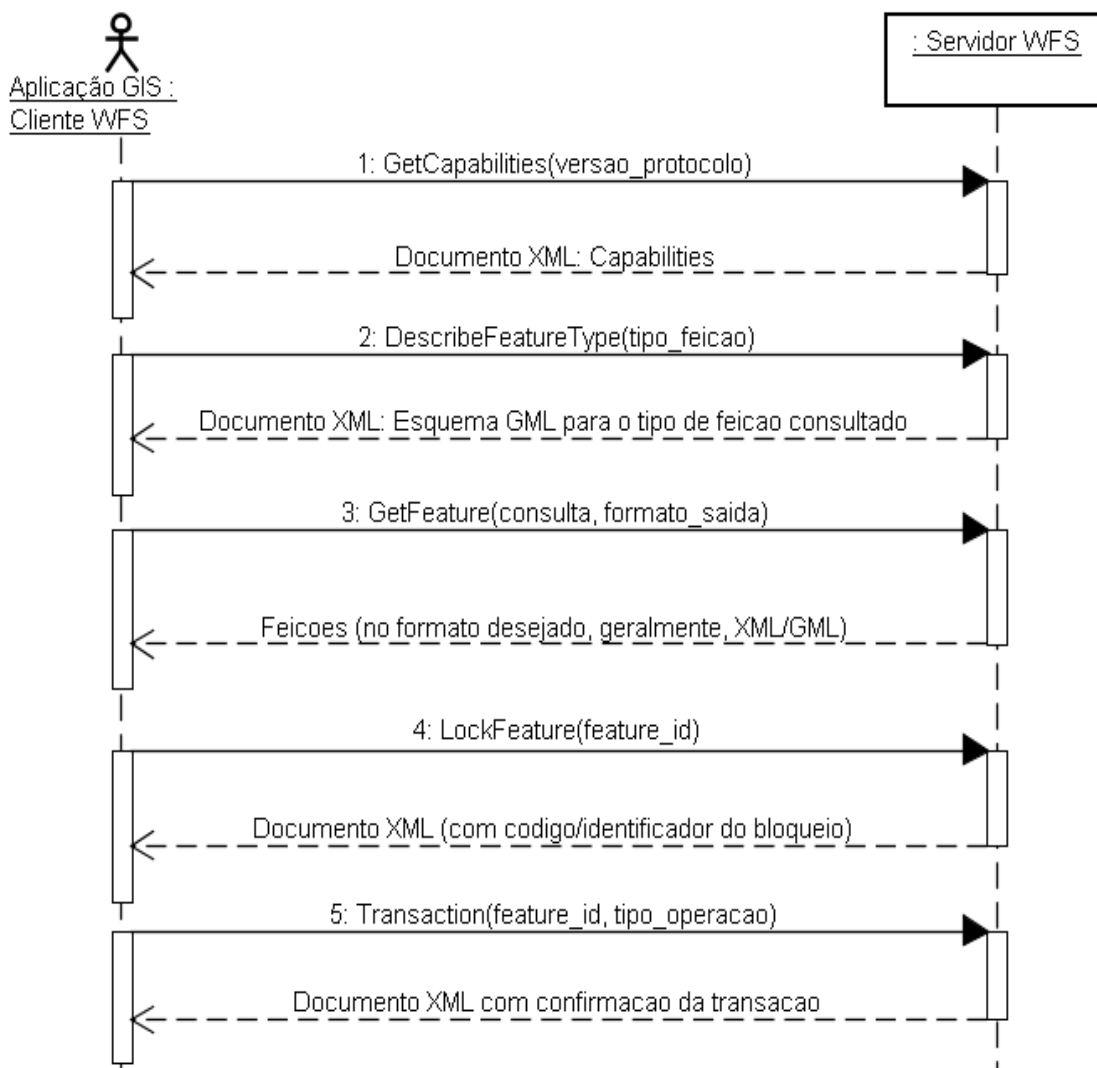 Aplicação GIS :
Cliente WFS
: Servidor WFS
1: GetCapabilities(versao_protocolo)
Documento XML: Capabilities
2: DescribeFeatureType(tipo_feicao)
Documento XML: Esquema GML para o tipo de feicao consultado
3: GetFeature(consulta, formato_saida)
Feicoes (no formato desejado, geralmente, XML/GML)
4: LockFeature(feature_id)
Documento XML (com codigo/identificador do bloqueio)
5: Transaction(feature_id, tipo_operacao)
Documento XML com confirmacao da transacao